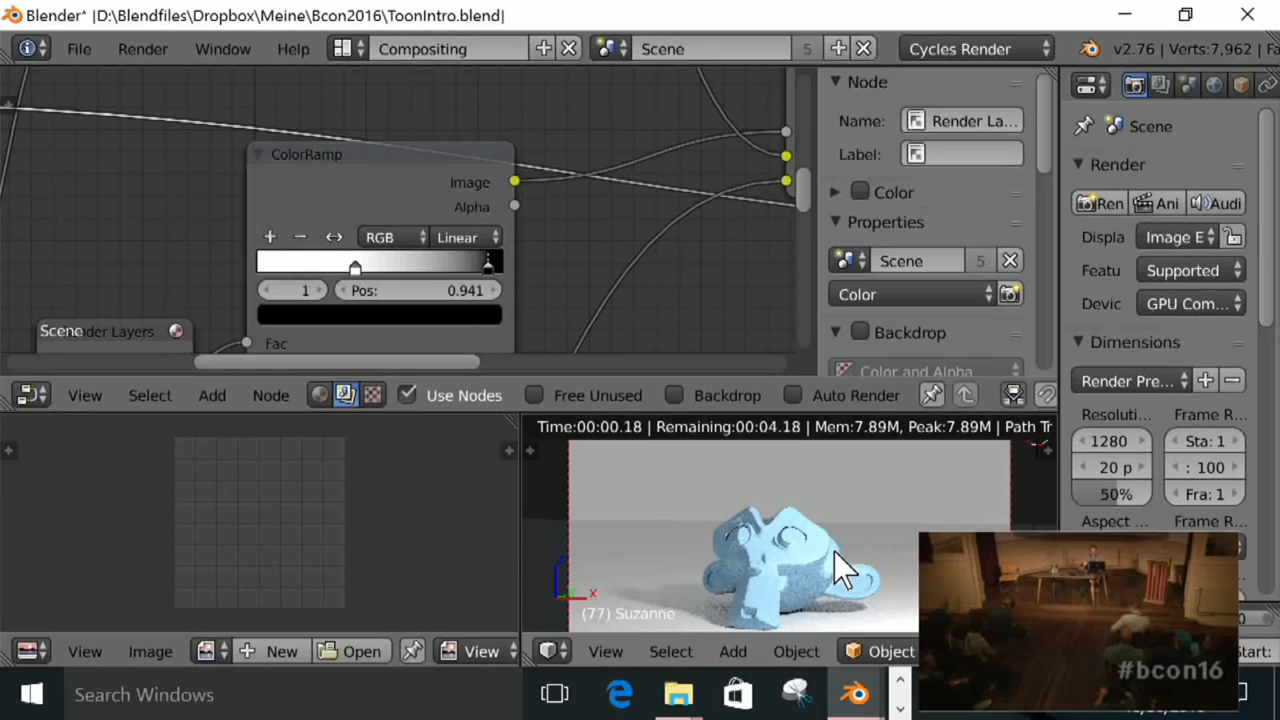 Blender* [D:\Blendfiles\Dropbox\Meine\Bcon2016\ToonIntro.blend]
File Render Window Help Compositing Scene 5 Cycles Render v2.76 | Verts:7,962 | Fa
ColorRamp
Image
Alpha
RGB Linear
1 Pos: 0.941
Fac
Scene
nder Layers
Node
Name: Render La...
Label:
Color
Properties
Scene 5
Color
Backdrop
Color and Alpha
Scene
Render
Ren Ani Audi
Displa Image E
Featu Supported
Devic GPU Com...
Dimensions
Render Pre...
Resoluti... Frame R...
1280 Sta: 1
20 p : 100
50% Fra: 1
Aspect ... Frame R...
View Select Add Node Use Nodes Free Unused Backdrop Auto Render
Time:00:00.18 | Remaining:00:04.18 | Mem:7.89M, Peak:7.89M | Path Tr
x
(77) Suzanne
View Image New Open View
View Select Add Object Object
Start:
#bcon16
Search Windows